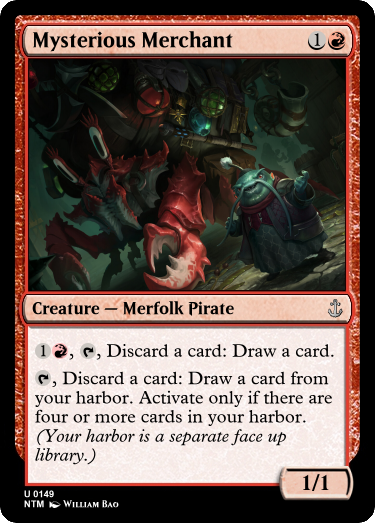 Mysterious Merchant 1
Creature — Merfolk Pirate
1, , Discard a card: Draw a card.
, Discard a card: Draw a card from
your harbor. Activate only if there are
four or more cards in your harbor.
(Your harbor is a separate face up
library.)
1/1
U 0149
NTM WILLIAM BAO